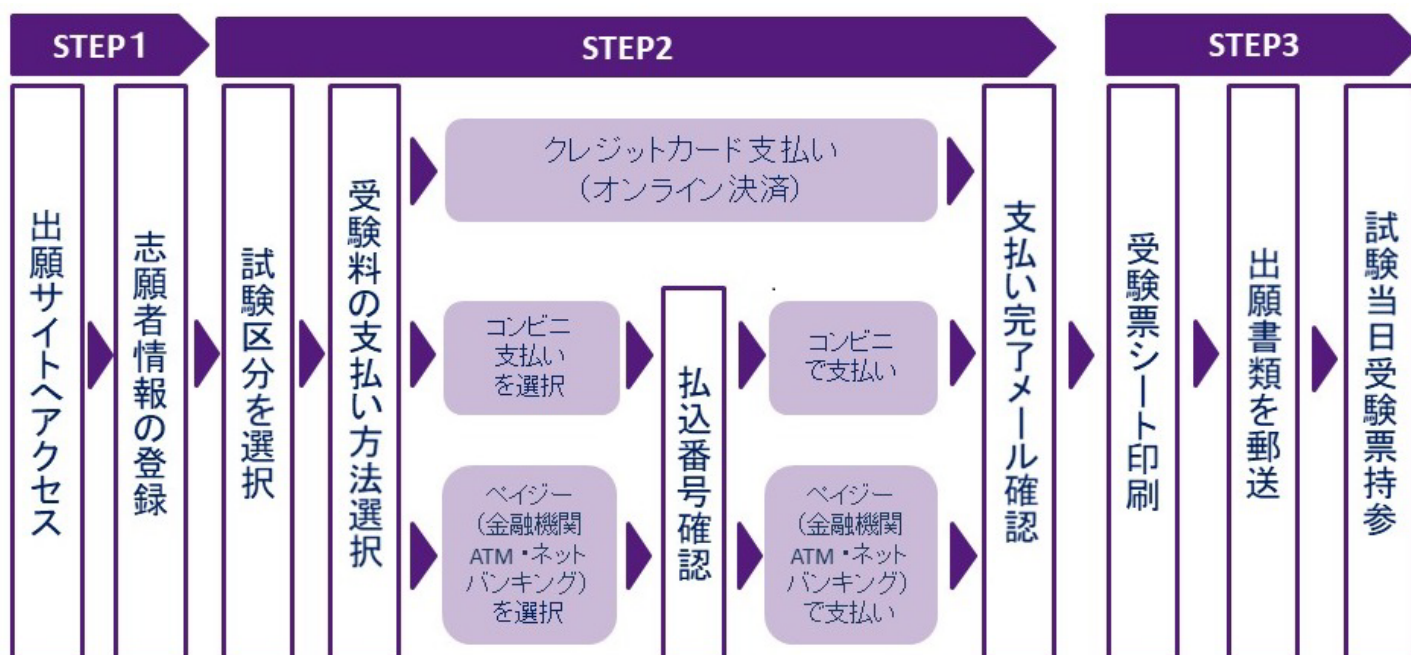 STEP1
STEP2
STEP3
出願サイトへアクセス
志願者情報の登録
試験区分を選択
受験料の支払い方法選択
クレジットカード支払い
（オンライン決済）
コンビニ
支払い
を選択
ペイジー
（金融機関
ATM・ネット
バンキング）
を選択
払込番号確認
コンビニ
で支払い
ペイジー
（金融機関
ATM・ネット
バンキング）
で支払い
支払い完了メール確認
受験票シート印刷
出願書類を郵送
試験当日受験票持参